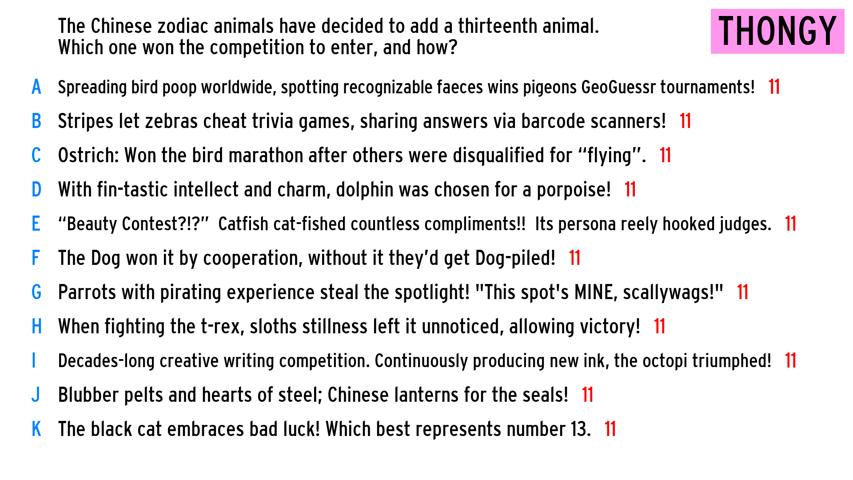 The Chinese zodiac animals have decided to add a thirteenth animal.
Which one won the competition to enter, and how?
THONGY
A Spreading bird poop worldwide, spotting recognizable faeces wins pigeons GeoGuessr tournaments! 11
B Stripes let zebras cheat trivia games, sharing answers via barcode scanners! 11
C Ostrich: Won the bird marathon after others were disqualified for “flying”. 11
D With fin-tastic intellect and charm, dolphin was chosen for a porpoise! 11
E “Beauty Contest?!?” Catfish cat-fished countless compliments!! Its persona reely hooked judges. 11
F The Dog won it by cooperation, without it they’d get Dog-piled! 11
G Parrots with pirating experience steal the spotlight! "This spot's MINE, scallywags!" 11
H When fighting the t-rex, sloths stillness left it unnoticed, allowing victory! 11
I Decades-long creative writing competition. Continuously producing new ink, the octopi triumphed! 11
J Blubber pelts and hearts of steel; Chinese lanterns for the seals! 11
K The black cat embraces bad luck! Which best represents number 13. 11